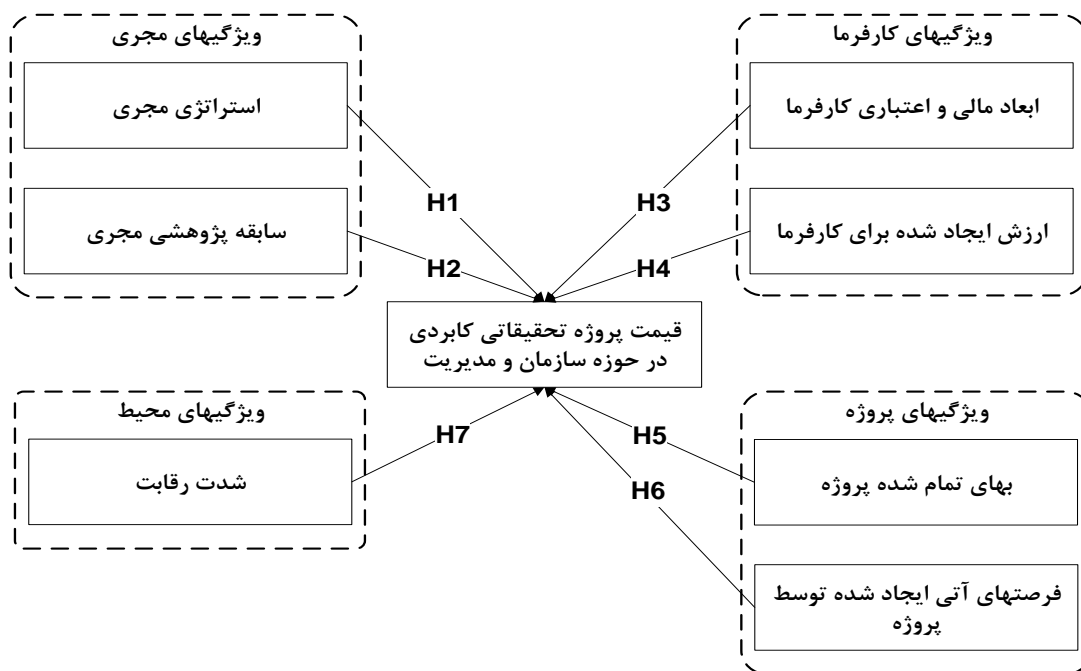 ویژگیهای کارفرما
ابعاد مالی و اعتباری کارفرما
ارزش ایجاد شده برای کارفرما
ویژگیهای مجری
استراتژی مجری
سابقه پژوهشی مجری
H3
H1
H4
H2
قیمت پروژه تحقیقاتی کابردی
در حوزه سازمان و مدیریت
ویژگیهای پروژه
بهای تمام شده پروژه
فرصتهای آتی ایجاد شده توسط
پروژه
H5
H7
H6
ویژگیهای محیط
شدت رقابت